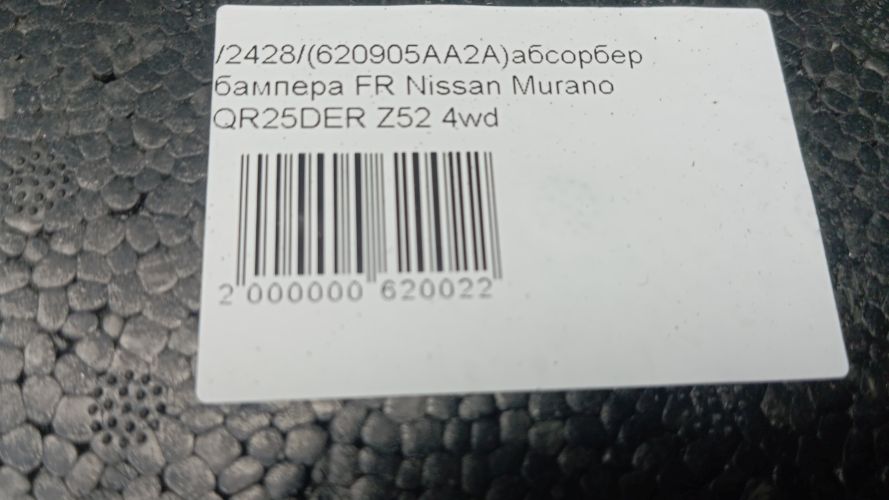 /2428/(620905AA2A)абсорбер
бампера FR Nissan Murano
QR25DER Z52 4wd
2 000000 620022